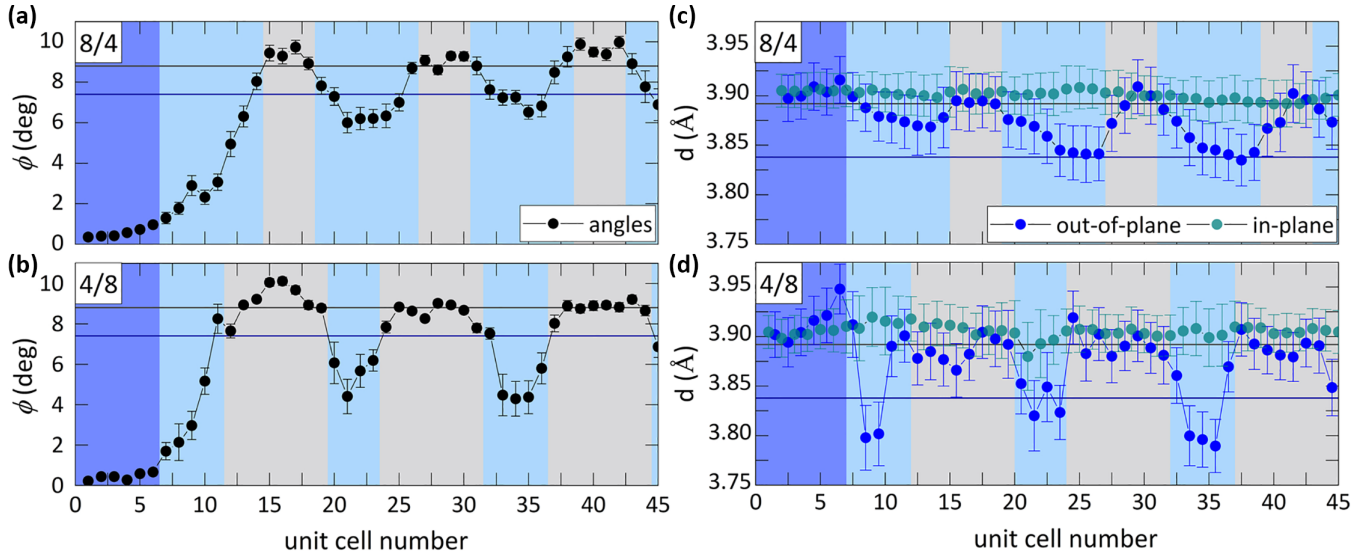 (a)
8/4
10
8
6
4
2
0
ϕ (deg)
angles
(b)
4/8
10
8
6
4
2
0
ϕ (deg)
0 5 10 15 20 25 30 35 40 45
unit cell number
(c)
8/4
3.95
3.90
3.85
3.80
3.75
d (Å)
out-of-plane in-plane
(d)
4/8
3.95
3.90
3.85
3.80
3.75
d (Å)
0 5 10 15 20 25 30 35 40 45
unit cell number